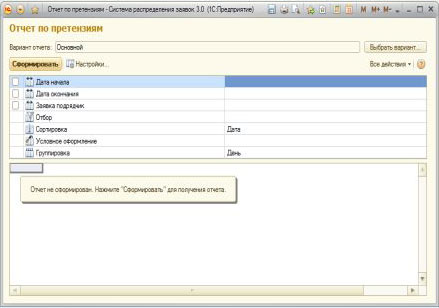 Отчет по претензиям - Система распределения заявок 3.0 (1С:Предприятие)
M M+ M-
Отчет по претензиям
Вариант отчета: Основной Выбрать вариант...
Сформировать Настройки... Все действия
Дата начала
Дата окончания
Заявка подрядчик
Отбор
Сортировка Дата
Условное оформление
Группировка День
Отчет не сформирован. Нажмите "Сформировать" для получения отчета.